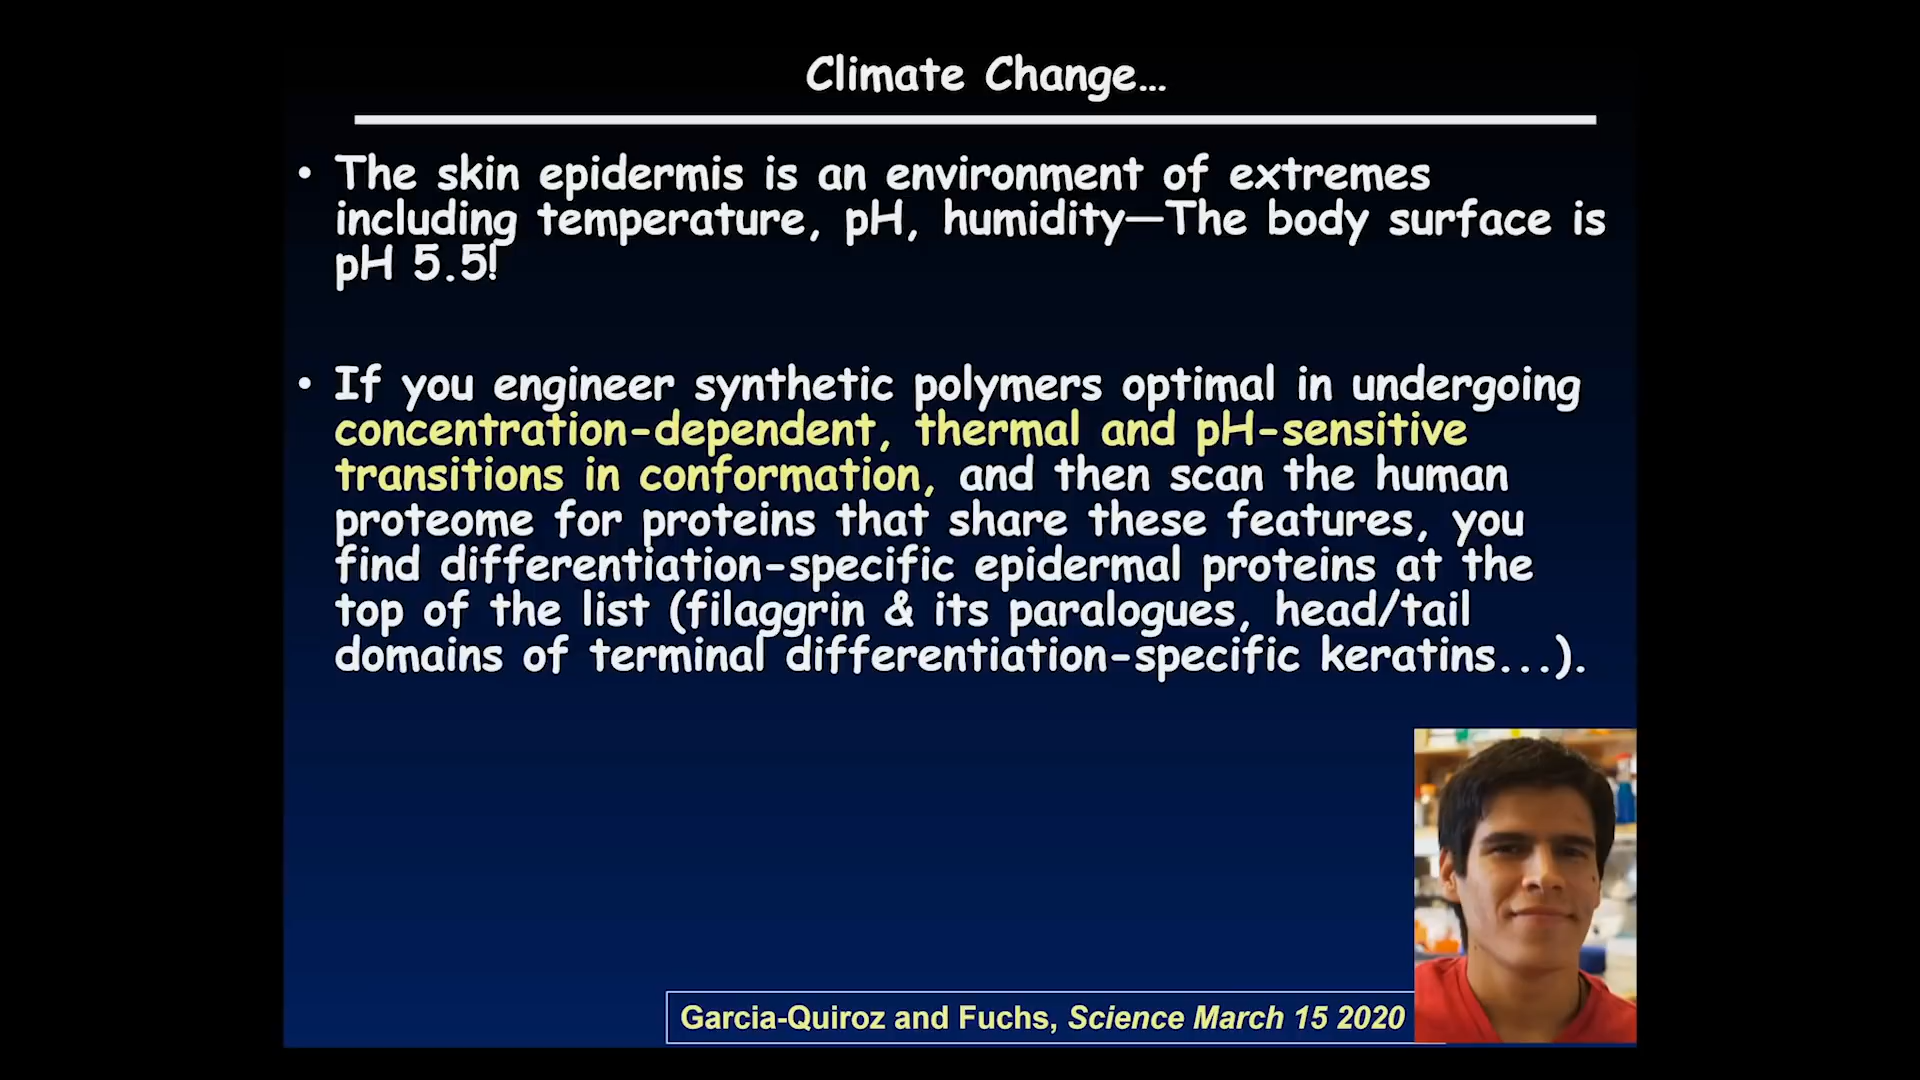 Climate Change…
• The skin epidermis is an environment of extremes
including temperature, pH, humidity—The body surface is
pH 5.5!
• If you engineer synthetic polymers optimal in undergoing
concentration-dependent, thermal and pH-sensitive
transitions in conformation, and then scan the human
proteome for proteins that share these features, you
find differentiation-specific epidermal proteins at the
top of the list (filaggrin & its paralogues, head/tail
domains of terminal differentiation-specific keratins...).
Garcia-Quiroz and Fuchs, Science March 15 2020